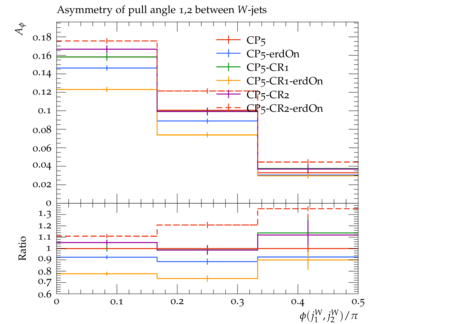 Asymmetry of pull angle 1,2 between W-jets
A_ϕ
0.18
0.16
0.14
0.12
0.1
0.08
0.06
0.04
0.02
0
CP5
CP5-erdOn
CP5-CR1
CP5-CR1-erdOn
CP5-CR2
CP5-CR2-erdOn
Ratio
1.3
1.2
1.1
1
0.9
0.8
0.7
0.6
0 0.1 0.2 0.3 0.4 0.5
ϕ(j_1^W, j_2^W)/π